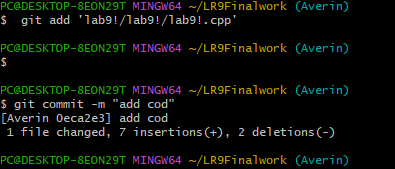 PC@DESKTOP-8EON29T MINGW64 ~/LR9Finalwork (Averin)
$  git add 'lab9!/lab9!/lab9!.cpp'
PC@DESKTOP-8EON29T MINGW64 ~/LR9Finalwork (Averin)
$
PC@DESKTOP-8EON29T MINGW64 ~/LR9Finalwork (Averin)
$ git commit -m "add cod"
[Averin 0eca2e3] add cod
 1 file changed, 7 insertions(+), 2 deletions(-)
PC@DESKTOP-8EON29T MINGW64 ~/LR9Finalwork (Averin)